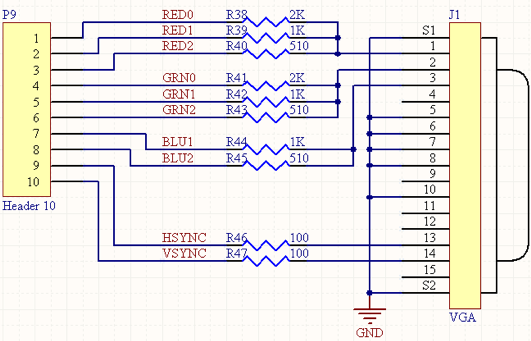 P9 RED0 R38 2K J1
RED1 R39 1K S1
1 RED2 R40 510 1
2 2
3 GRN0 R41 2K 3
4 GRN1 R42 1K 4
5 GRN2 R43 510 5
6 6
7 BLU1 R44 1K 7
8 BLU2 R45 510 8
9 9
10 10
Header 10 11
12
HSYNC R46 100 13
VSYNC R47 100 14
15
S2
GND VGA